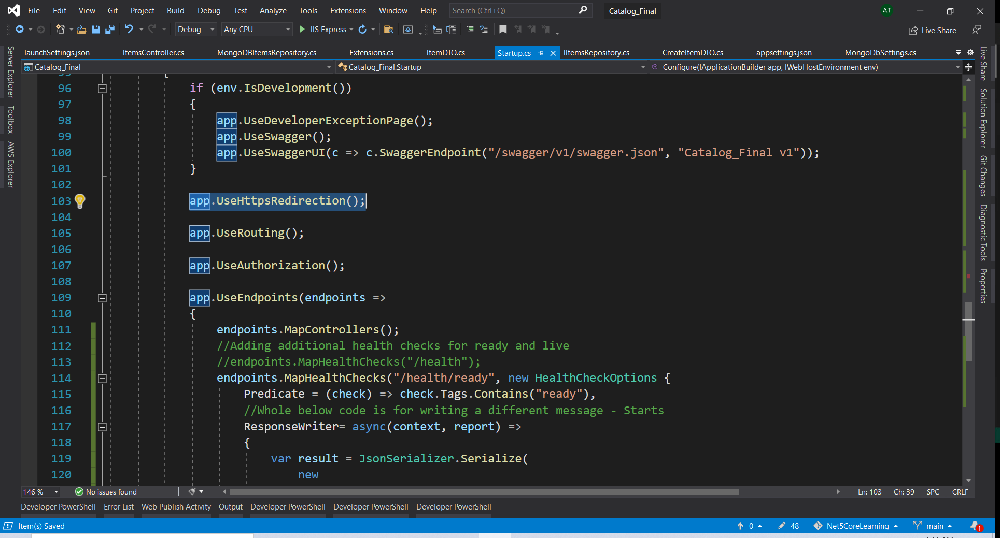 File Edit View Git Project Build Debug Test Analyze Tools Extensions Window Help Search (Ctrl+Q) Catalog_Final AT
Debug Any CPU IIS Express Live Share
launchSettings.json ItemsController.cs MongoDBItemsRepository.cs Extensions.cs ItemDTO.cs Startup.cs IItemsRepository.cs CreateItemDTO.cs appsettings.json MongoDbSettings.cs
Catalog_Final Catalog_Final.Startup Configure(IApplicationBuilder app, IWebHostEnvironment env)
Server Explorer
Toolbox
AWS Explorer
95 {
96 if (env.IsDevelopment())
97 {
98 app.UseDeveloperExceptionPage();
99 app.UseSwagger();
100 app.UseSwaggerUI(c => c.SwaggerEndpoint("/swagger/v1/swagger.json", "Catalog_Final v1"));
101 }
102
103 app.UseHttpsRedirection();
104
105 app.UseRouting();
106
107 app.UseAuthorization();
108
109 app.UseEndpoints(endpoints =>
110 {
111 endpoints.MapControllers();
112 //Adding additional health checks for ready and live
113 //endpoints.MapHealthChecks("/health");
114 endpoints.MapHealthChecks("/health/ready", new HealthCheckOptions {
115 Predicate = (check) => check.Tags.Contains("ready"),
116 //Whole below code is for writing a different message - Starts
117 ResponseWriter= async(context, report) =>
118 {
119 var result = JsonSerializer.Serialize(
120 new
Live Share
Solution Explorer
Git Changes
Diagnostic Tools
Properties
146 % No issues found Ln: 103 Ch: 39 SPC CRLF
Developer PowerShell Error List Web Publish Activity Output Developer PowerShell Developer PowerShell Developer PowerShell
Item(s) Saved 0 48 Net5CoreLearning main 1